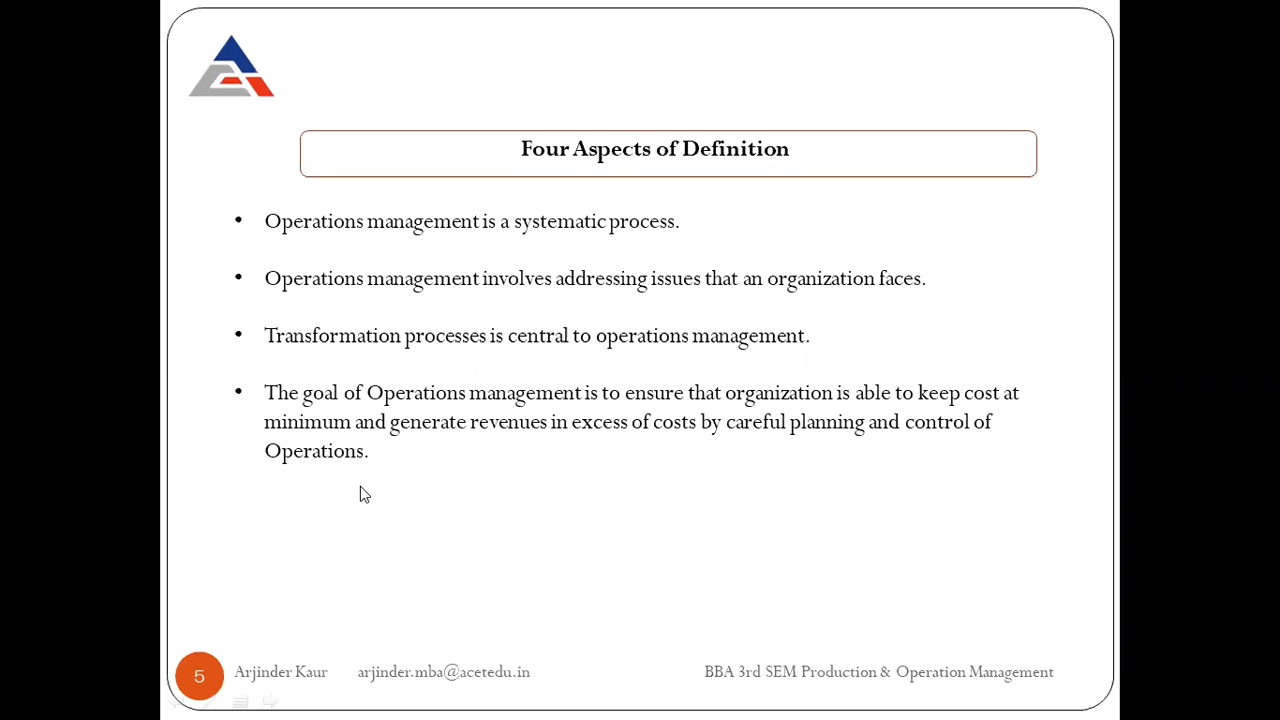 Four Aspects of Definition
• Operations management is a systematic process.
• Operations management involves addressing issues that an organization faces.
• Transformation processes is central to operations management.
• The goal of Operations management is to ensure that organization is able to keep cost at
minimum and generate revenues in excess of costs by careful planning and control of
Operations.
5 Arjinder Kaur arjinder.mba@acetedu.in BBA 3rd SEM Production & Operation Management